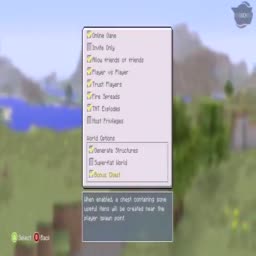 Online Game
Invite Only
Allow friends of friends
Player vs Player
Trust Players
Fire Spreads
TNT Explodes
Host Privileges
World Options
Generate Structures
Superflat World
Bonus Chest
When enabled, a chest containing some
useful items will be created near the
player spawn point.
A Select B Back